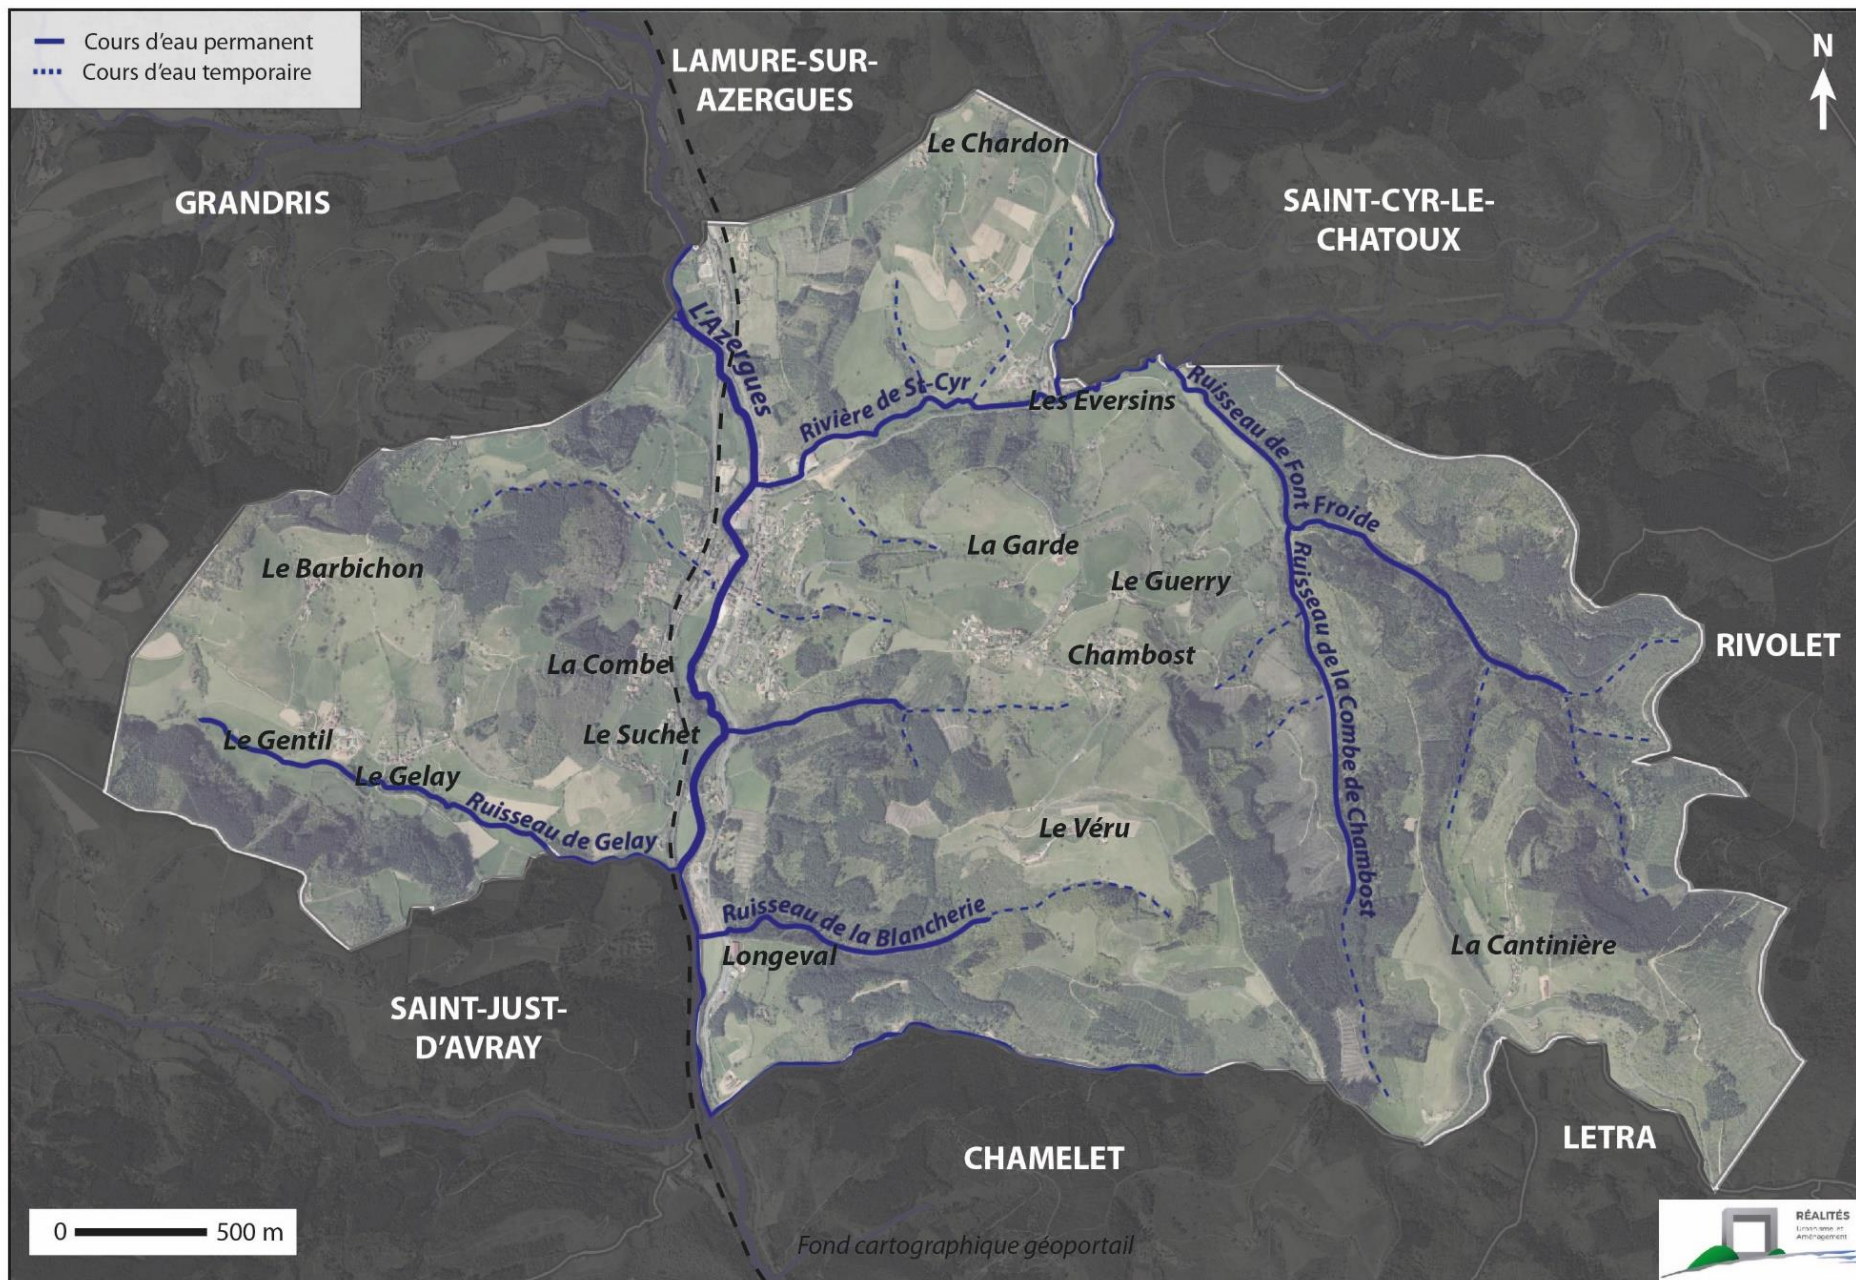 Cours d'eau permanent
Cours d'eau temporaire
N
LAMURE-SUR-
AZERGUES
Le Chardon
GRANDRIS
SAINT-CYR-LE-
CHATOUX
L'Azergues
Rivière de St-Cyr
Les Eversins
Ruisseau de Font Froide
La Garde
Le Barbichon
Le Guerry
Ruisseau de la Combe de Chambost
RIVOLET
La Combe
Chambost
Le Gentil
Le Suchet
Le Gelay
Ruisseau de Gelay
Le Véru
Ruisseau de la Blancherie
Longeval
La Cantinière
SAINT-JUST-
D'AVRAY
CHAMELET
LETRA
0 500 m
Fond cartographique géoportail
RÉALITÉS
Urbanisme et
Aménagement